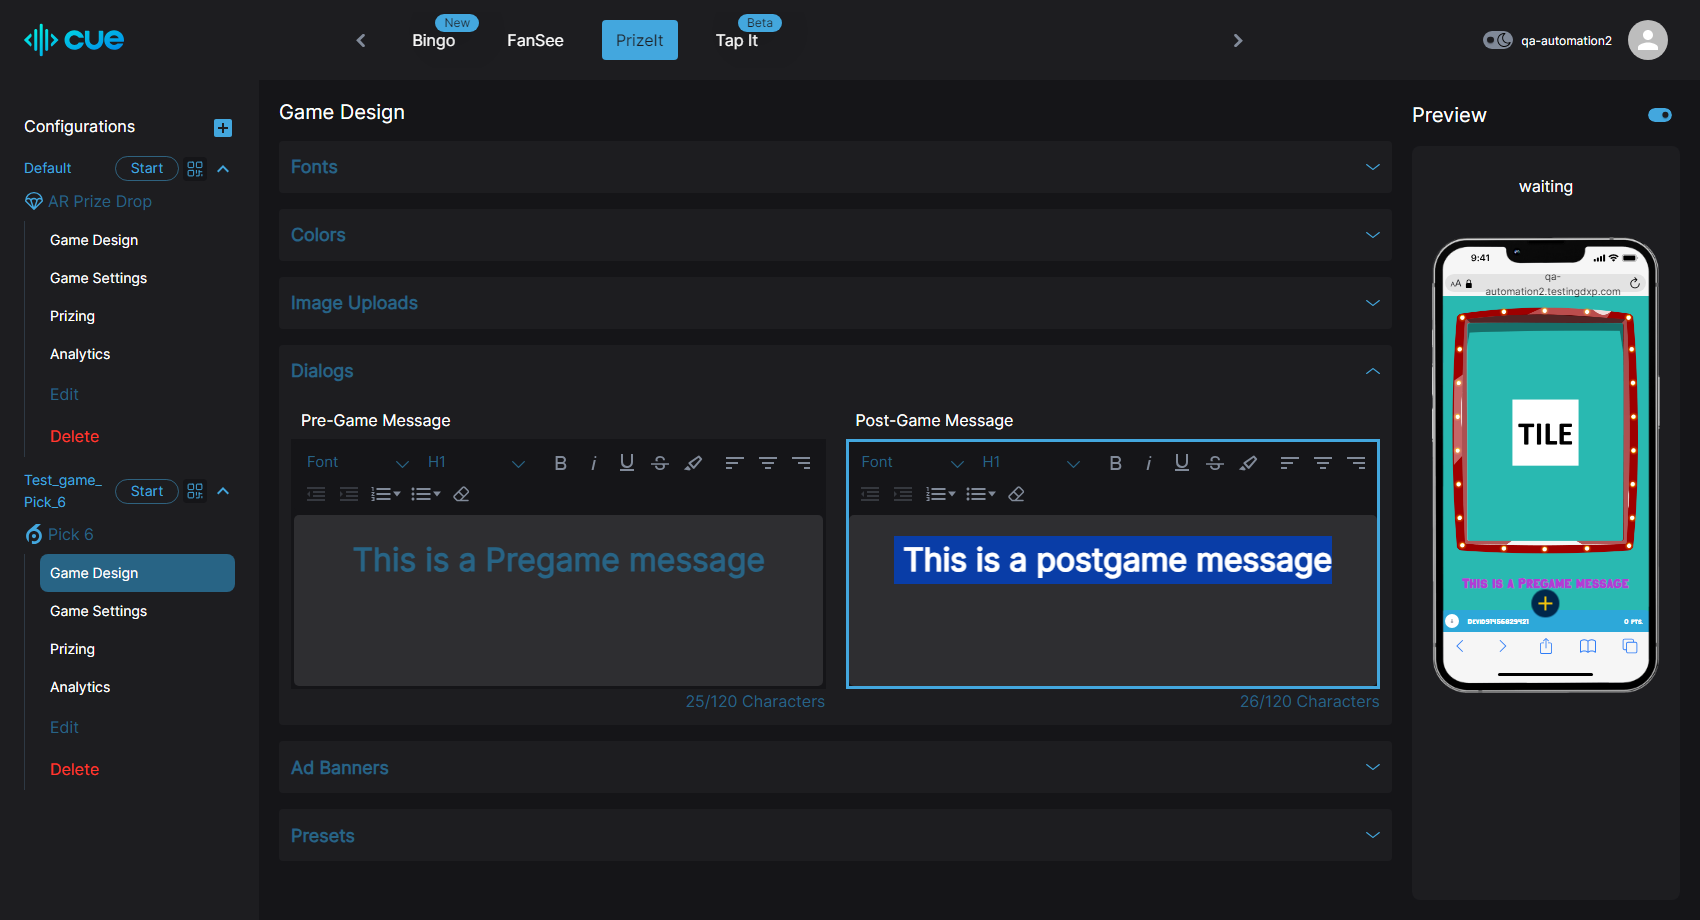 cue
New
Bingo
FanSee
PrizeIt
Beta
Tap It
qa-automation2
Configurations
Default
Start
AR Prize Drop
Game Design
Game Settings
Prizing
Analytics
Edit
Delete
Test_game_
Pick_6
Start
Pick 6
Game Design
Game Settings
Prizing
Analytics
Edit
Delete
Game Design
Fonts
Colors
Image Uploads
Dialogs
Pre-Game Message
Font
H1
This is a Pregame message
25/120 Characters
Post-Game Message
Font
H1
This is a postgame message
26/120 Characters
Ad Banners
Presets
Preview
waiting
9:41
AA
qa-
automation2.testingdxp.com
TILE
This is a Pregame message
0 PTS.